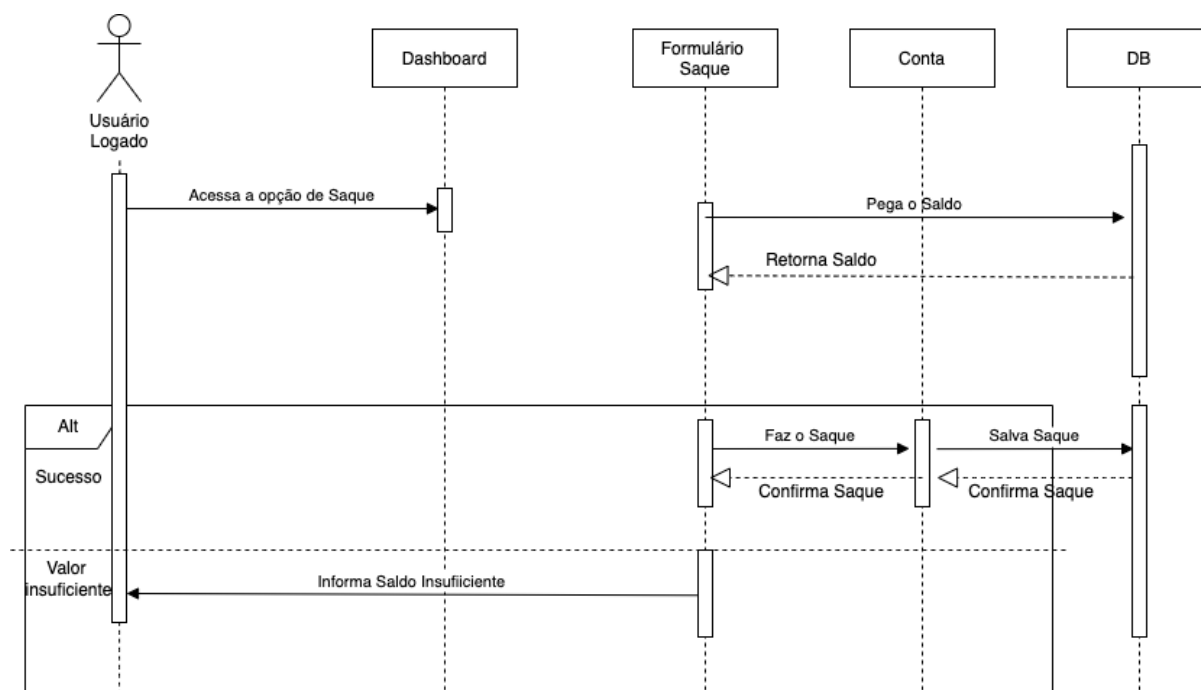 Usuário
Logado
Dashboard
Formulário
Saque
Conta
DB
Acessa a opção de Saque
Pega o Saldo
Retorna Saldo
Alt
Sucesso
Faz o Saque
Salva Saque
Confirma Saque
Confirma Saque
Valor
insuficiente
Informa Saldo Insufiiciente